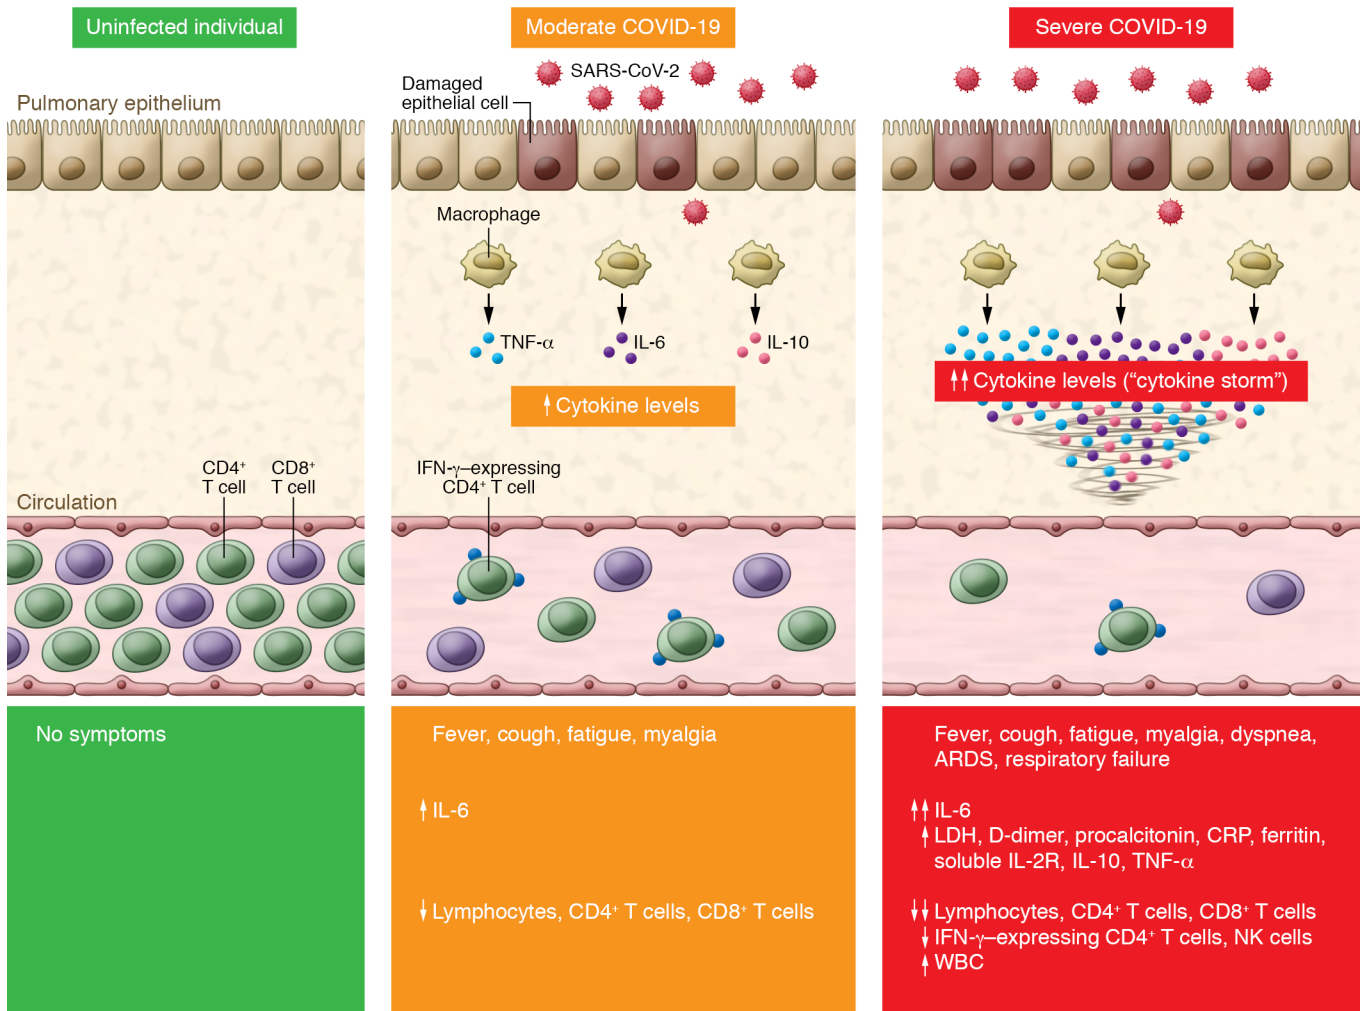 Uninfected individual
Pulmonary epithelium
CD4⁺
T cell
CD8⁺
T cell
Circulation
No symptoms
Moderate COVID-19
SARS-CoV-2
Damaged
epithelial cell
Macrophage
TNF-α
IL-6
IL-10
↑ Cytokine levels
IFN-γ–expressing
CD4⁺ T cell
Fever, cough, fatigue, myalgia
↑ IL-6
↓ Lymphocytes, CD4⁺ T cells, CD8⁺ T cells
Severe COVID-19
↑↑ Cytokine levels (“cytokine storm”)
Fever, cough, fatigue, myalgia, dyspnea,
ARDS, respiratory failure
↑↑ IL-6
↑ LDH, D-dimer, procalcitonin, CRP, ferritin,
soluble IL-2R, IL-10, TNF-α
↓↓ Lymphocytes, CD4⁺ T cells, CD8⁺ T cells
↓ IFN-γ–expressing CD4⁺ T cells, NK cells
↑ WBC